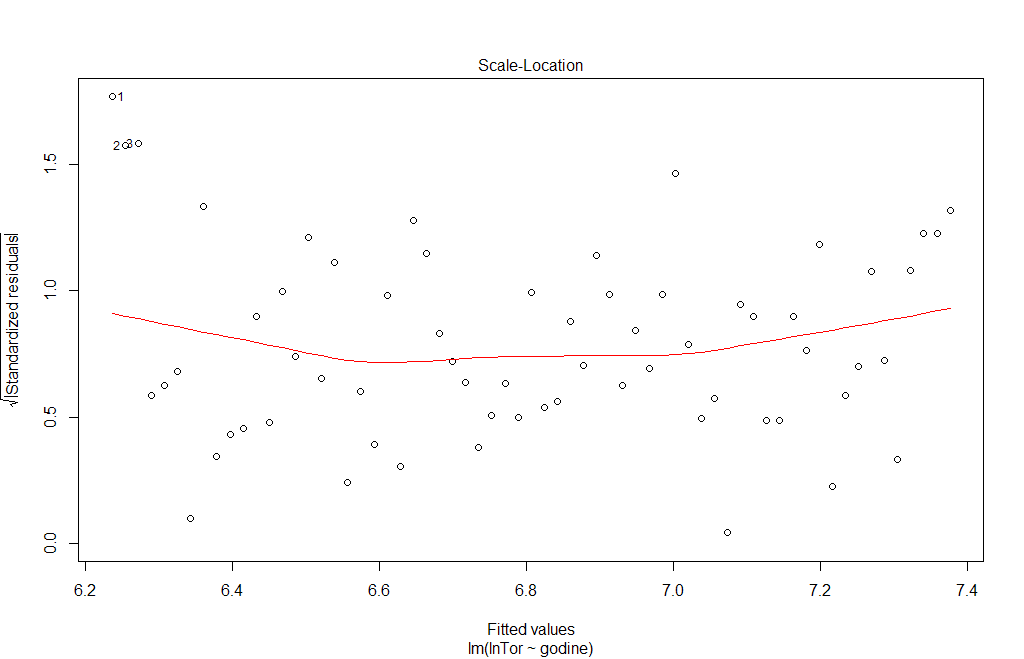 Scale-Location
1
2
3
√|Standardized residuals|
1.5
1.0
0.5
0.0
6.2 6.4 6.6 6.8 7.0 7.2 7.4
Fitted values
lm(lnTor ~ godine)